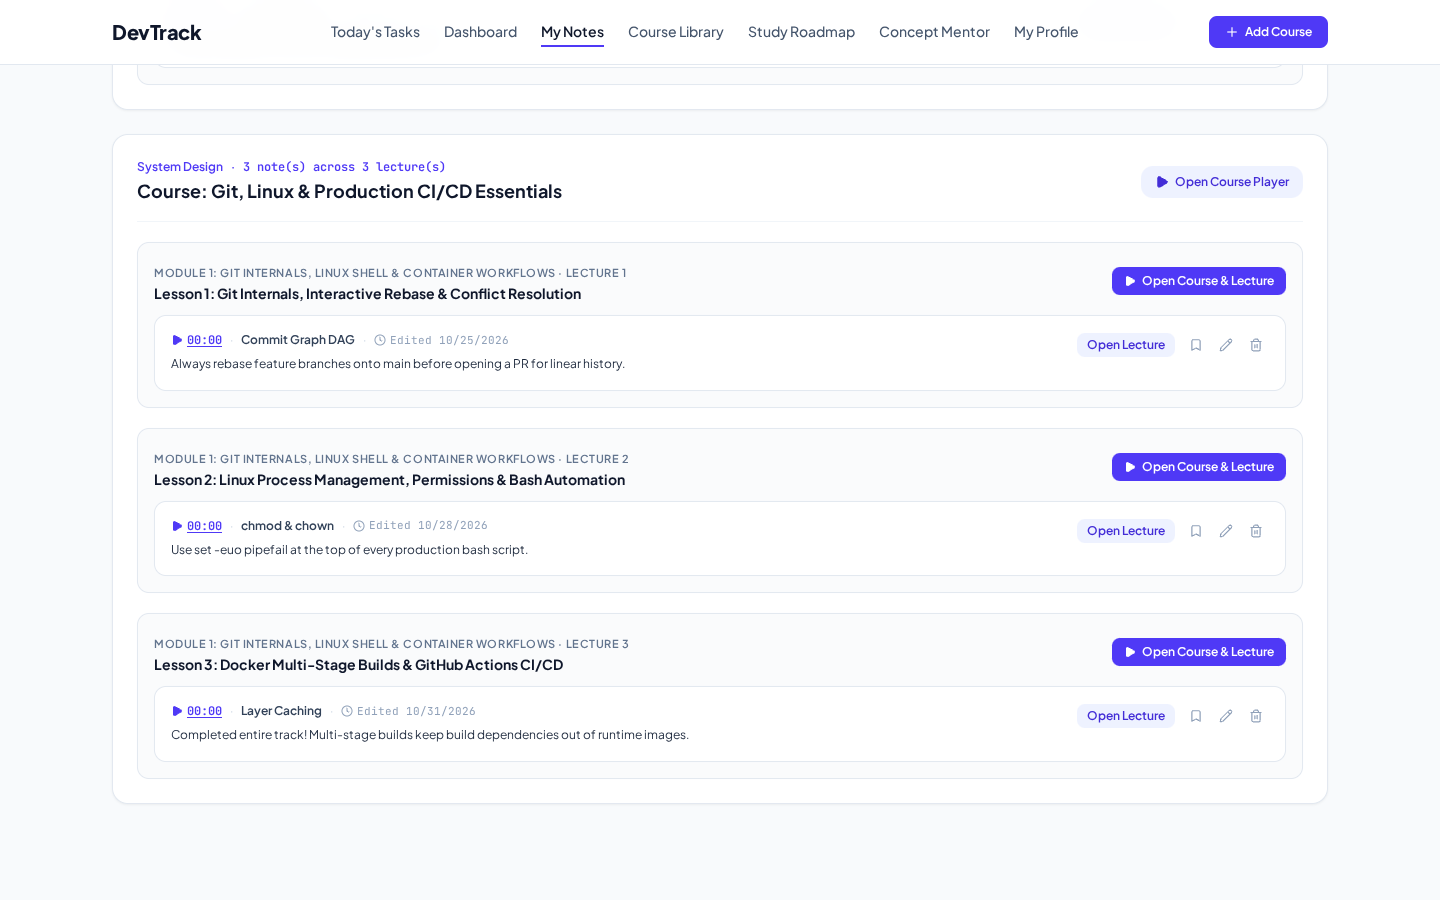 DevTrack
Today's Tasks
Dashboard
My Notes
Course Library
Study Roadmap
Concept Mentor
My Profile
Add Course
System Design · 3 note(s) across 3 lecture(s)
Course: Git, Linux & Production CI/CD Essentials
Open Course Player
MODULE 1: GIT INTERNALS, LINUX SHELL & CONTAINER WORKFLOWS · LECTURE 1
Lesson 1: Git Internals, Interactive Rebase & Conflict Resolution
Open Course & Lecture
00:00 · Commit Graph DAG · Edited 10/25/2026
Open Lecture
Always rebase feature branches onto main before opening a PR for linear history.
MODULE 1: GIT INTERNALS, LINUX SHELL & CONTAINER WORKFLOWS · LECTURE 2
Lesson 2: Linux Process Management, Permissions & Bash Automation
Open Course & Lecture
00:00 · chmod & chown · Edited 10/28/2026
Open Lecture
Use set -euo pipefail at the top of every production bash script.
MODULE 1: GIT INTERNALS, LINUX SHELL & CONTAINER WORKFLOWS · LECTURE 3
Lesson 3: Docker Multi-Stage Builds & GitHub Actions CI/CD
Open Course & Lecture
00:00 · Layer Caching · Edited 10/31/2026
Open Lecture
Completed entire track! Multi-stage builds keep build dependencies out of runtime images.